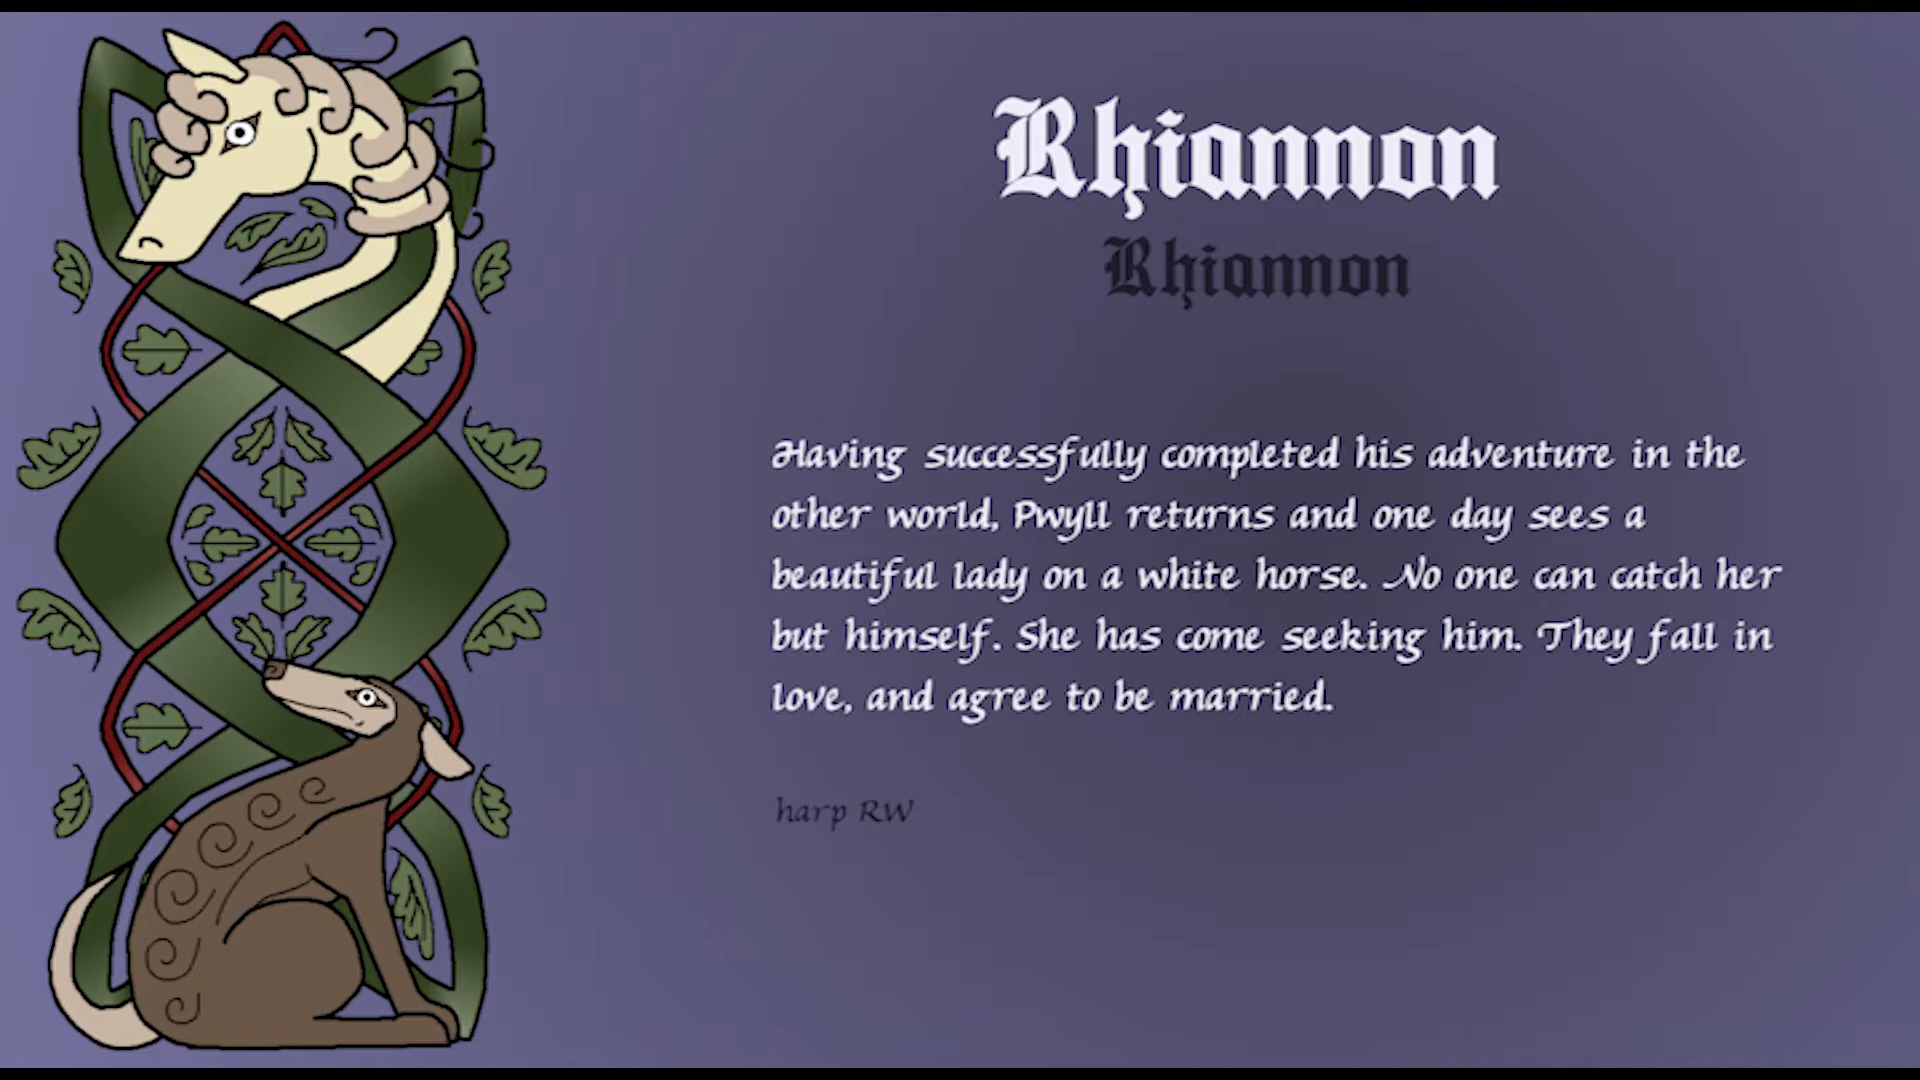 Rhiannon
Rhiannon
Having successfully completed his adventure in the
other world, Pwyll returns and one day sees a
beautiful lady on a white horse. No one can catch her
but himself. She has come seeking him. They fall in
love, and agree to be married.
harp RW